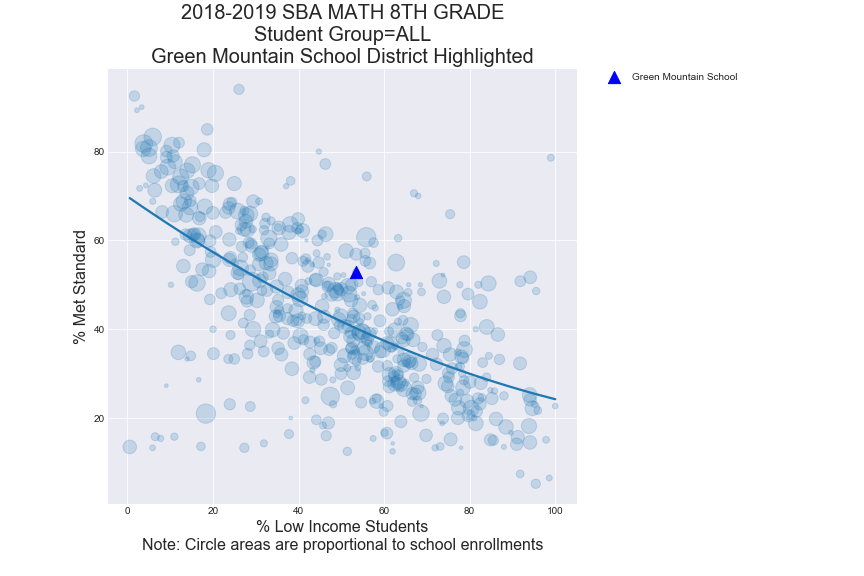 2018-2019 SBA MATH 8TH GRADE
Student Group=ALL
Green Mountain School District Highlighted
Green Mountain School
80
60
40
20
% Met Standard
0 20 40 60 80 100
% Low Income Students
Note: Circle areas are proportional to school enrollments